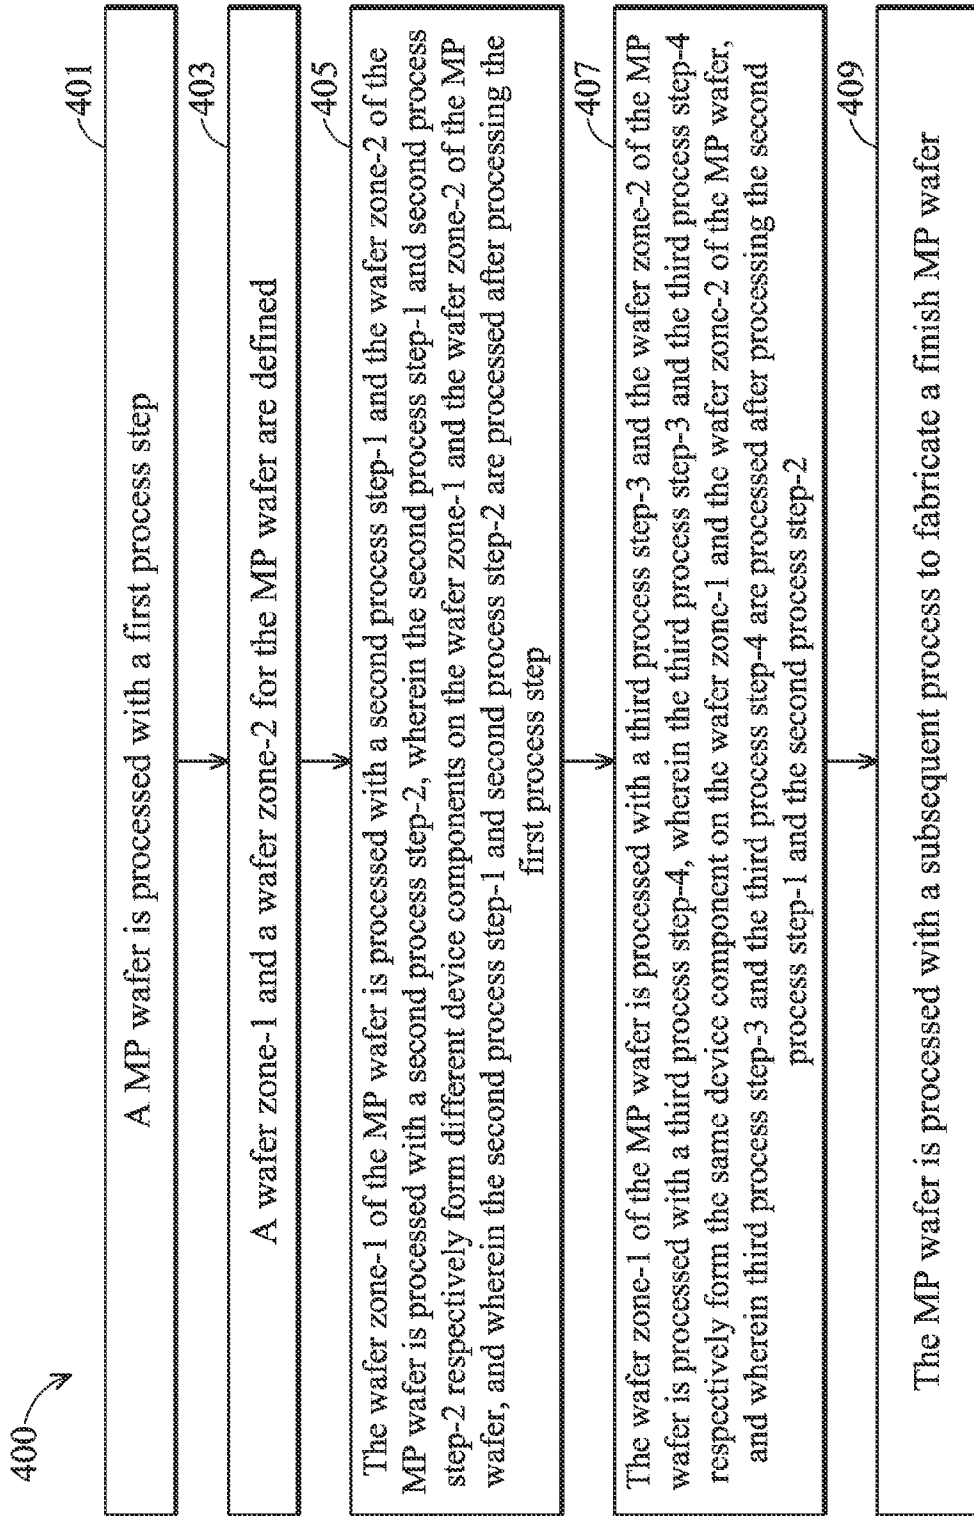 400
401
A MP wafer is processed with a first process step
403
A wafer zone-1 and a wafer zone-2 for the MP wafer are defined
405
The wafer zone-1 of the MP wafer is processed with a second process step-1 and the wafer zone-2 of the
MP wafer is processed with a second process step-2, wherein the second process step-1 and second process
step-2 respectively form different device components on the wafer zone-1 and the wafer zone-2 of the MP
wafer, and wherein the second process step-1 and second process step-2 are processed after processing the
first process step
407
The wafer zone-1 of the MP wafer is processed with a third process step-3 and the wafer zone-2 of the MP
wafer is processed with a third process step-4, wherein the third process step-3 and the third process step-4
respectively form the same device component on the wafer zone-1 and the wafer zone-2 of the MP wafer,
and wherein third process step-3 and the third process step-4 are processed after processing the second
process step-1 and the second process step-2
409
The MP wafer is processed with a subsequent process to fabricate a finish MP wafer